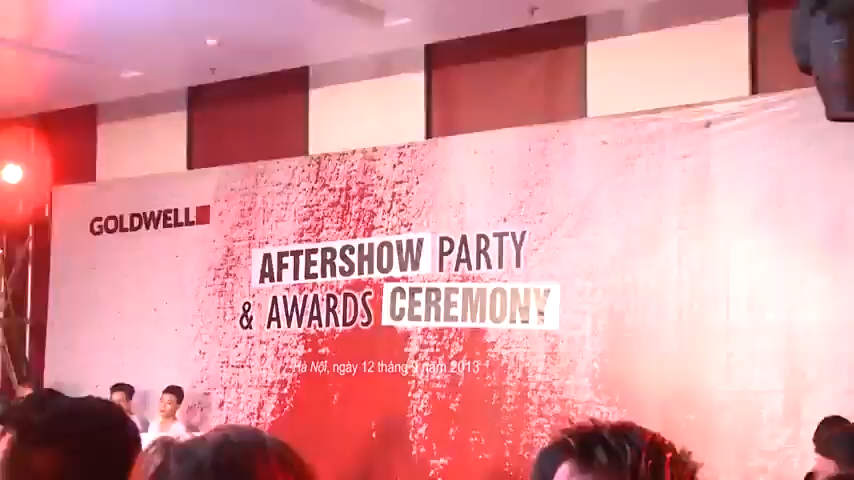 GOLDWELL
AFTERSHOW PARTY
& AWARDS CEREMONY
Hà Nội, ngày 12 tháng 9 năm 2013